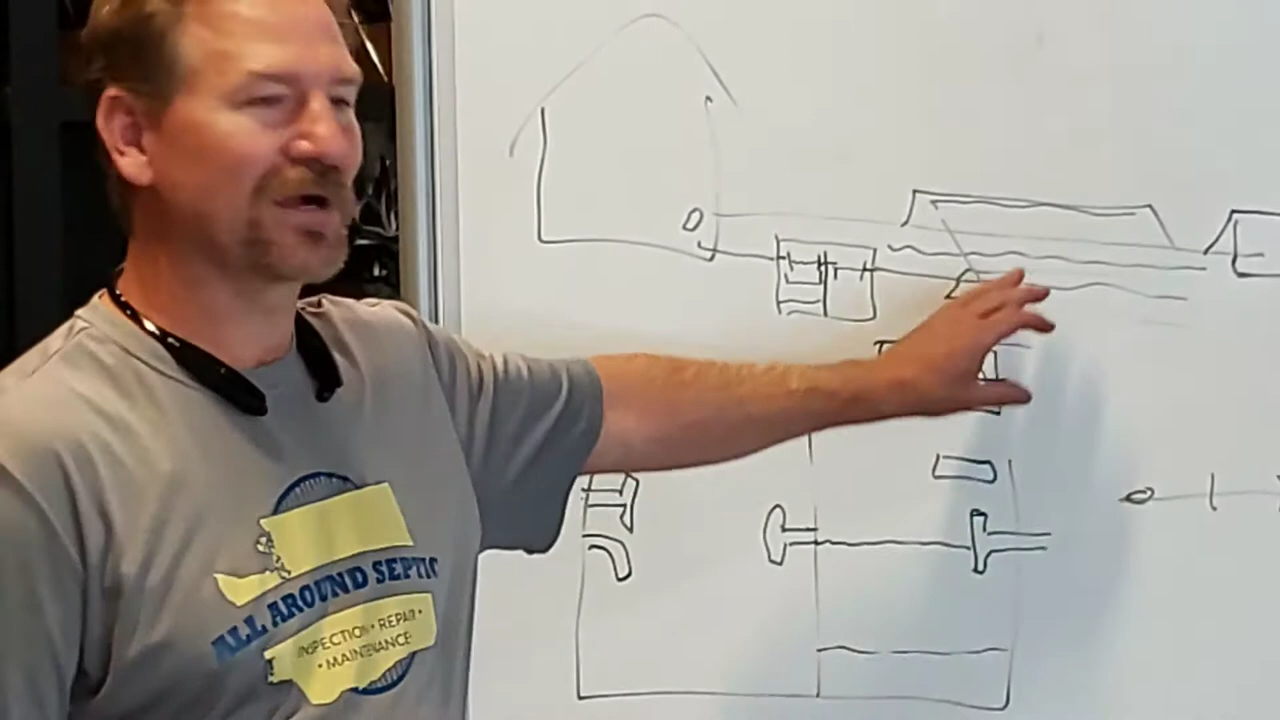 ALL AROUND SEPTIC
INSPECTION • REPAIR •
• MAINTENANCE